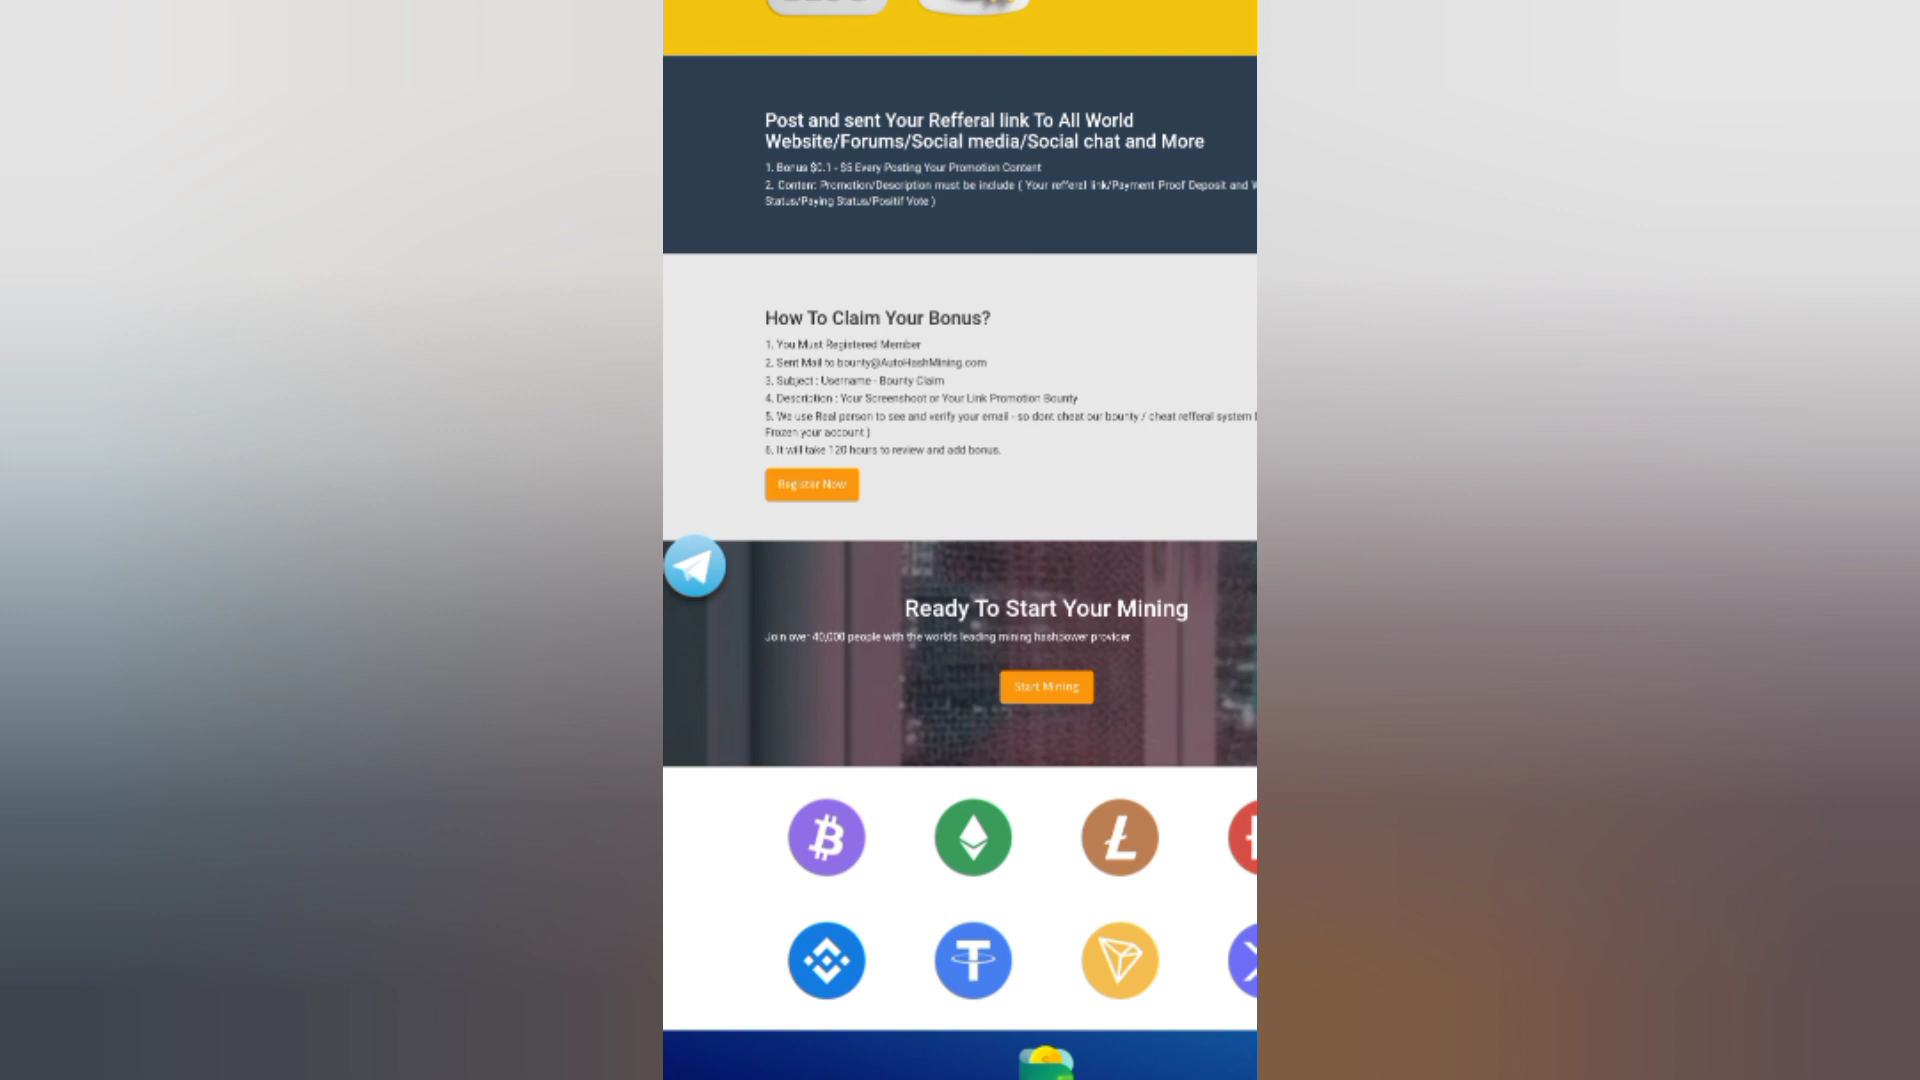 Post and sent Your Refferal link To All World
Website/Forums/Social media/Social chat and More
1. Bonus $0.1 - $5 Every Posting Your Promotion Content
2. Content Promotion/Description must be include ( Your refferal link/Payment Proof Deposit and
Status/Paying Status/Positif Vote )
How To Claim Your Bonus?
1. You Must Registered Member
2. Sent Mail to bounty@AutoHashMining.com
3. Subject : Username - Bounty Claim
4. Description : Your Screenshoot or Your Link Promotion Bounty
5. We use Real person to see and verify your email - so dont cheat our bounty / cheat refferal system
Frozen your account )
6. It will take 120 hours to review and add bonus.
Register Now
Ready To Start Your Mining
Join over 40,000 people with the worlds leading mining hashpower provider
Start Mining